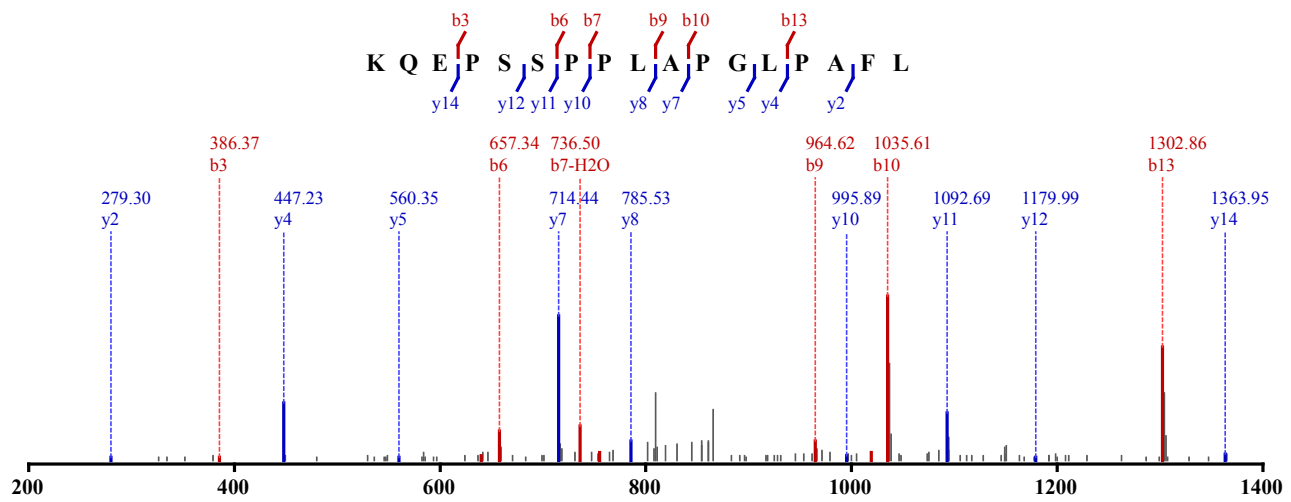 b3 b6 b7 b9 b10 b13
K Q E P S S P P L A P G L P A F L
y14 y12 y11 y10 y8 y7 y5 y4 y2
386.37 657.34 736.50 964.62 1035.61 1302.86
b3 b6 b7-H2O b9 b10 b13
279.30 447.23 560.35 714.44 785.53 995.89 1092.69 1179.99 1363.95
y2 y4 y5 y7 y8 y10 y11 y12 y14
200 400 600 800 1000 1200 1400